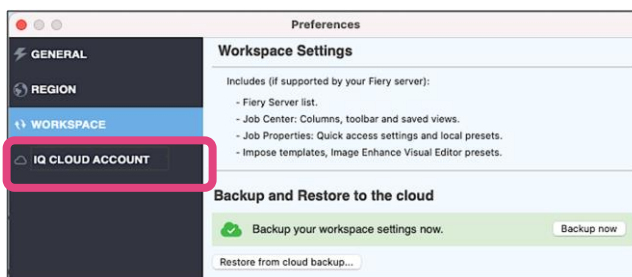 Preferences
GENERAL
REGION
WORKSPACE
IQ CLOUD ACCOUNT
Workspace Settings
Includes (if supported by your Fiery server):
- Fiery Server list.
- Job Center: Columns, toolbar and saved views.
- Job Properties: Quick access settings and local presets.
- Impose templates, Image Enhance Visual Editor presets.
Backup and Restore to the cloud
Backup your workspace settings now.
Backup now
Restore from cloud backup...